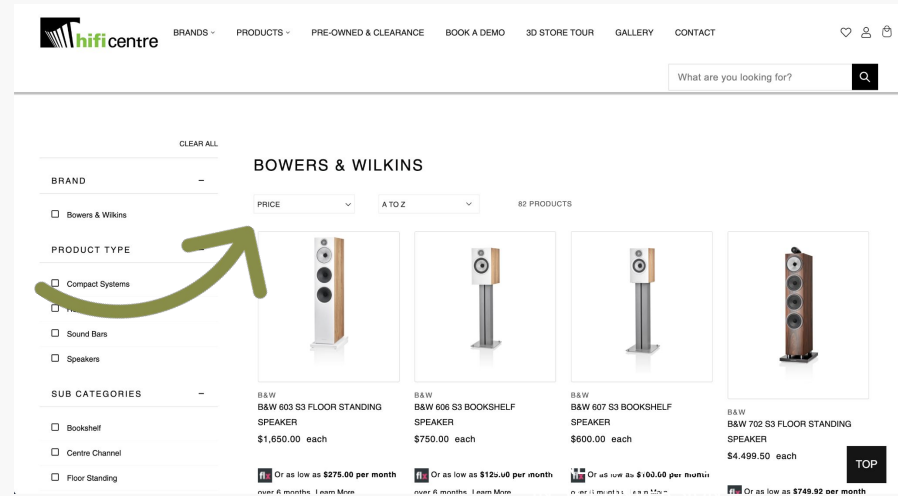 hificentre
BRANDS PRODUCTS PRE-OWNED & CLEARANCE BOOK A DEMO 3D STORE TOUR GALLERY CONTACT
What are you looking for?
CLEAR ALL
BOWERS & WILKINS
BRAND –
PRICE A TO Z 82 PRODUCTS
Bowers & Wilkins
PRODUCT TYPE
Compact Systems
Sound Bars
Speakers
SUB CATEGORIES –
Bookshelf
Centre Channel
Floor Standing
B&W
B&W 603 S3 FLOOR STANDING
SPEAKER
$1,650.00 each
fl Or as low as $275.00 per month
over 6 months. Learn More
B&W
B&W 606 S3 BOOKSHELF
SPEAKER
$750.00 each
Or as low as $125.00 per month
over 6 months. Learn More
B&W
B&W 607 S3 BOOKSHELF
SPEAKER
$600.00 each
Or as low as $100.00 per month
B&W
B&W 702 S3 FLOOR STANDING
SPEAKER
$4.499.50 each
Or as low as $749.92 per month
TOP